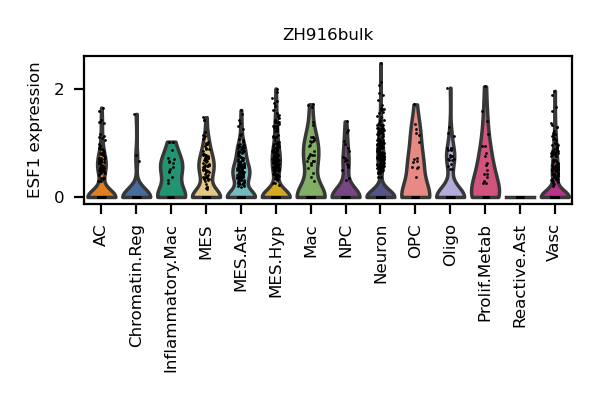 ZH916bulk
ESF1 expression
2
0
AC
Chromatin.Reg
Inflammatory.Mac
MES
MES.Ast
MES.Hyp
Mac
NPC
Neuron
OPC
Oligo
Prolif.Metab
Reactive.Ast
Vasc